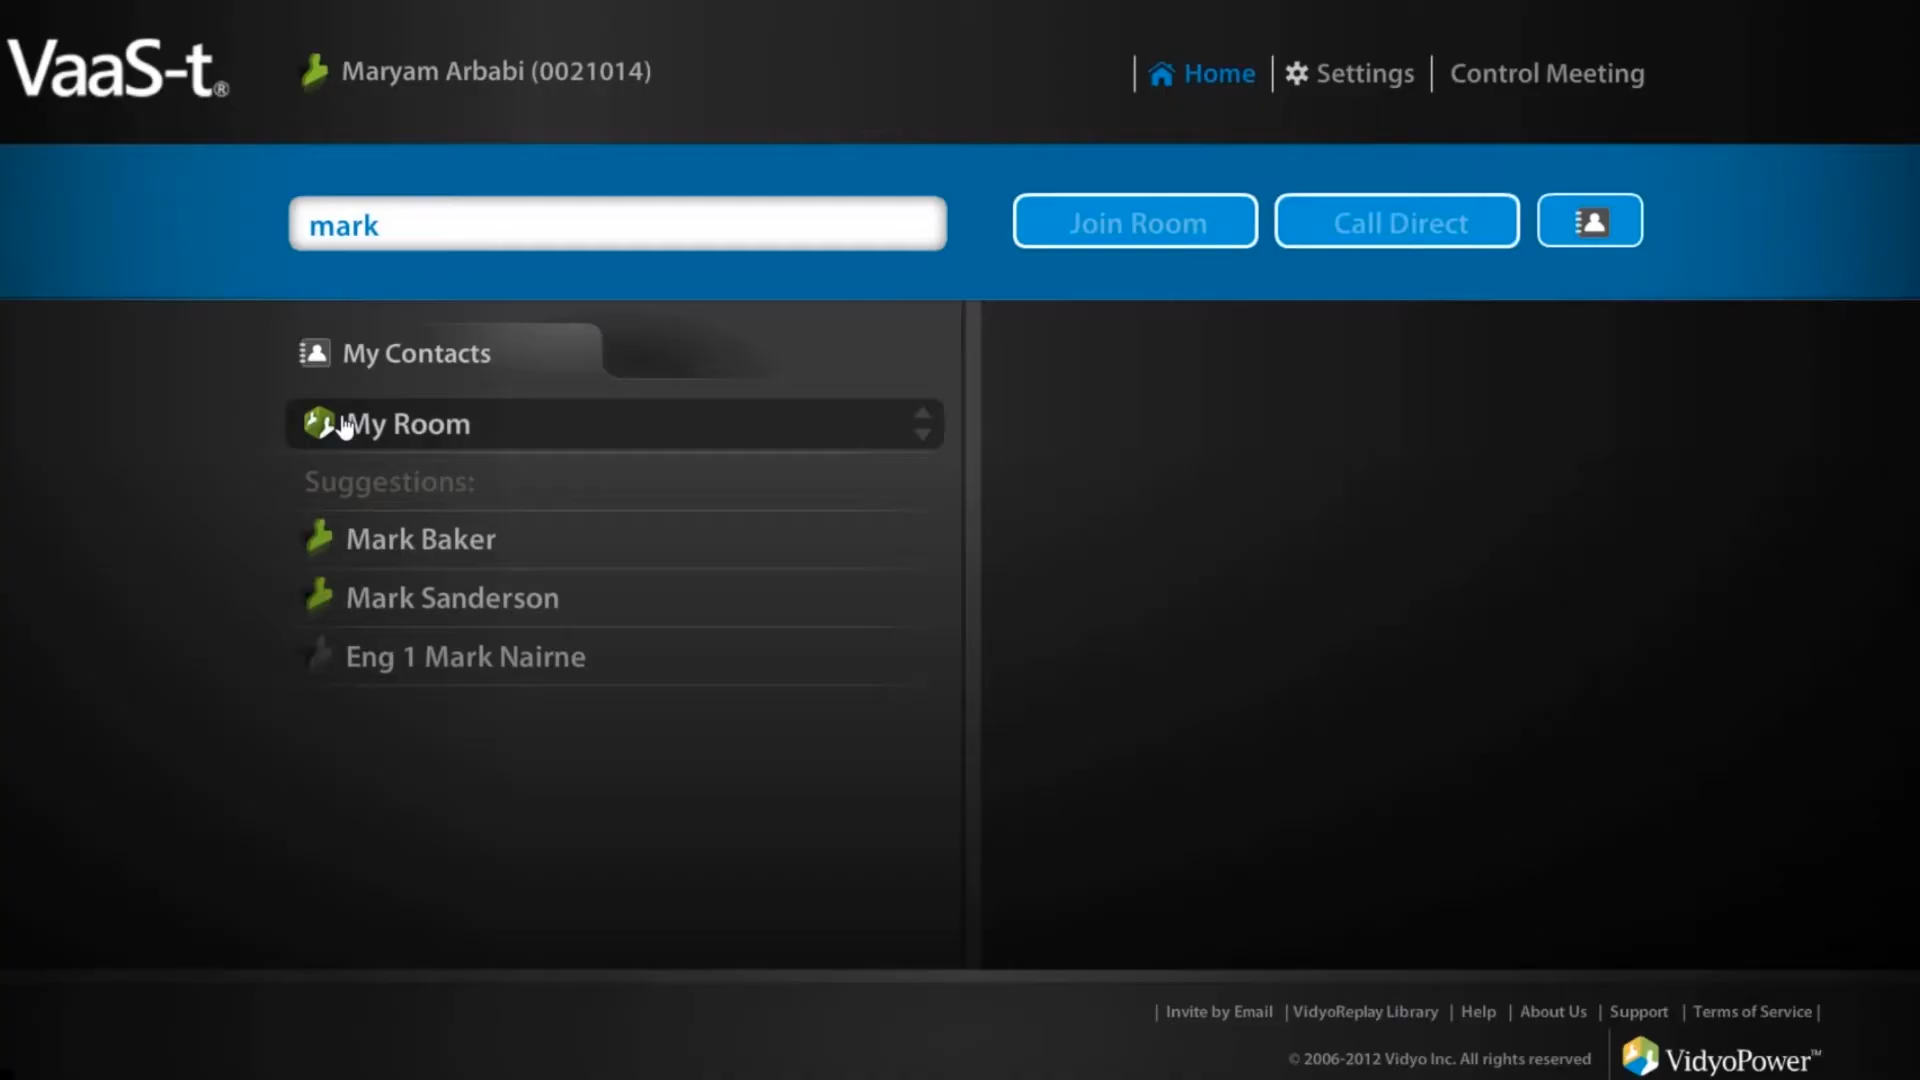 VaaS-t®
Maryam Arbabi (0021014)
| Home | Settings | Control Meeting
mark
Join Room
Call Direct
My Contacts
My Room
Suggestions:
Mark Baker
Mark Sanderson
Eng 1 Mark Nairne
| Invite by Email | VidyoReplay Library | Help | About Us | Support | Terms of Service |
© 2006-2012 Vidyo Inc. All rights reserved
VidyoPower™